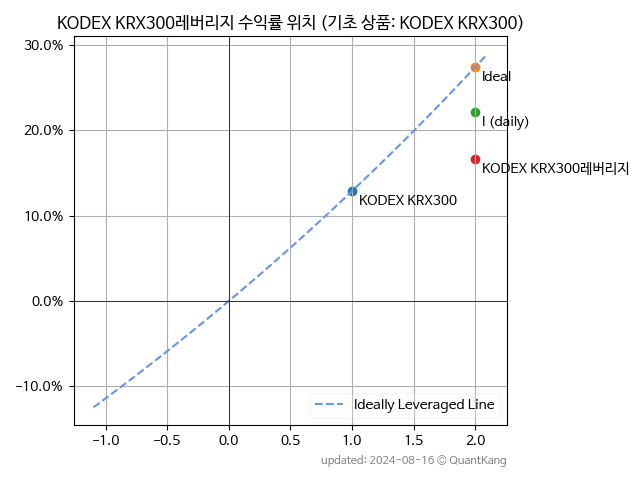 KODEX KRX300레버리지 수익률 위치 (기초 상품: KODEX KRX300)
30.0%
20.0%
10.0%
0.0%
−10.0%
Ideal
I (daily)
KODEX KRX300레버리지
KODEX KRX300
Ideally Leveraged Line
−1.0 −0.5 0.0 0.5 1.0 1.5 2.0
updated: 2024-08-16 © QuantKang